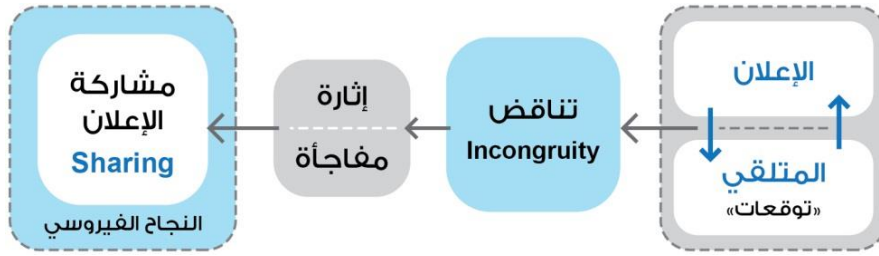 الإعلان
المتلقي
«توقعات»
تناقض
Incongruity
إثارة
مفاجأة
مشاركة
الإعلان
Sharing
النجاح الفيروسي